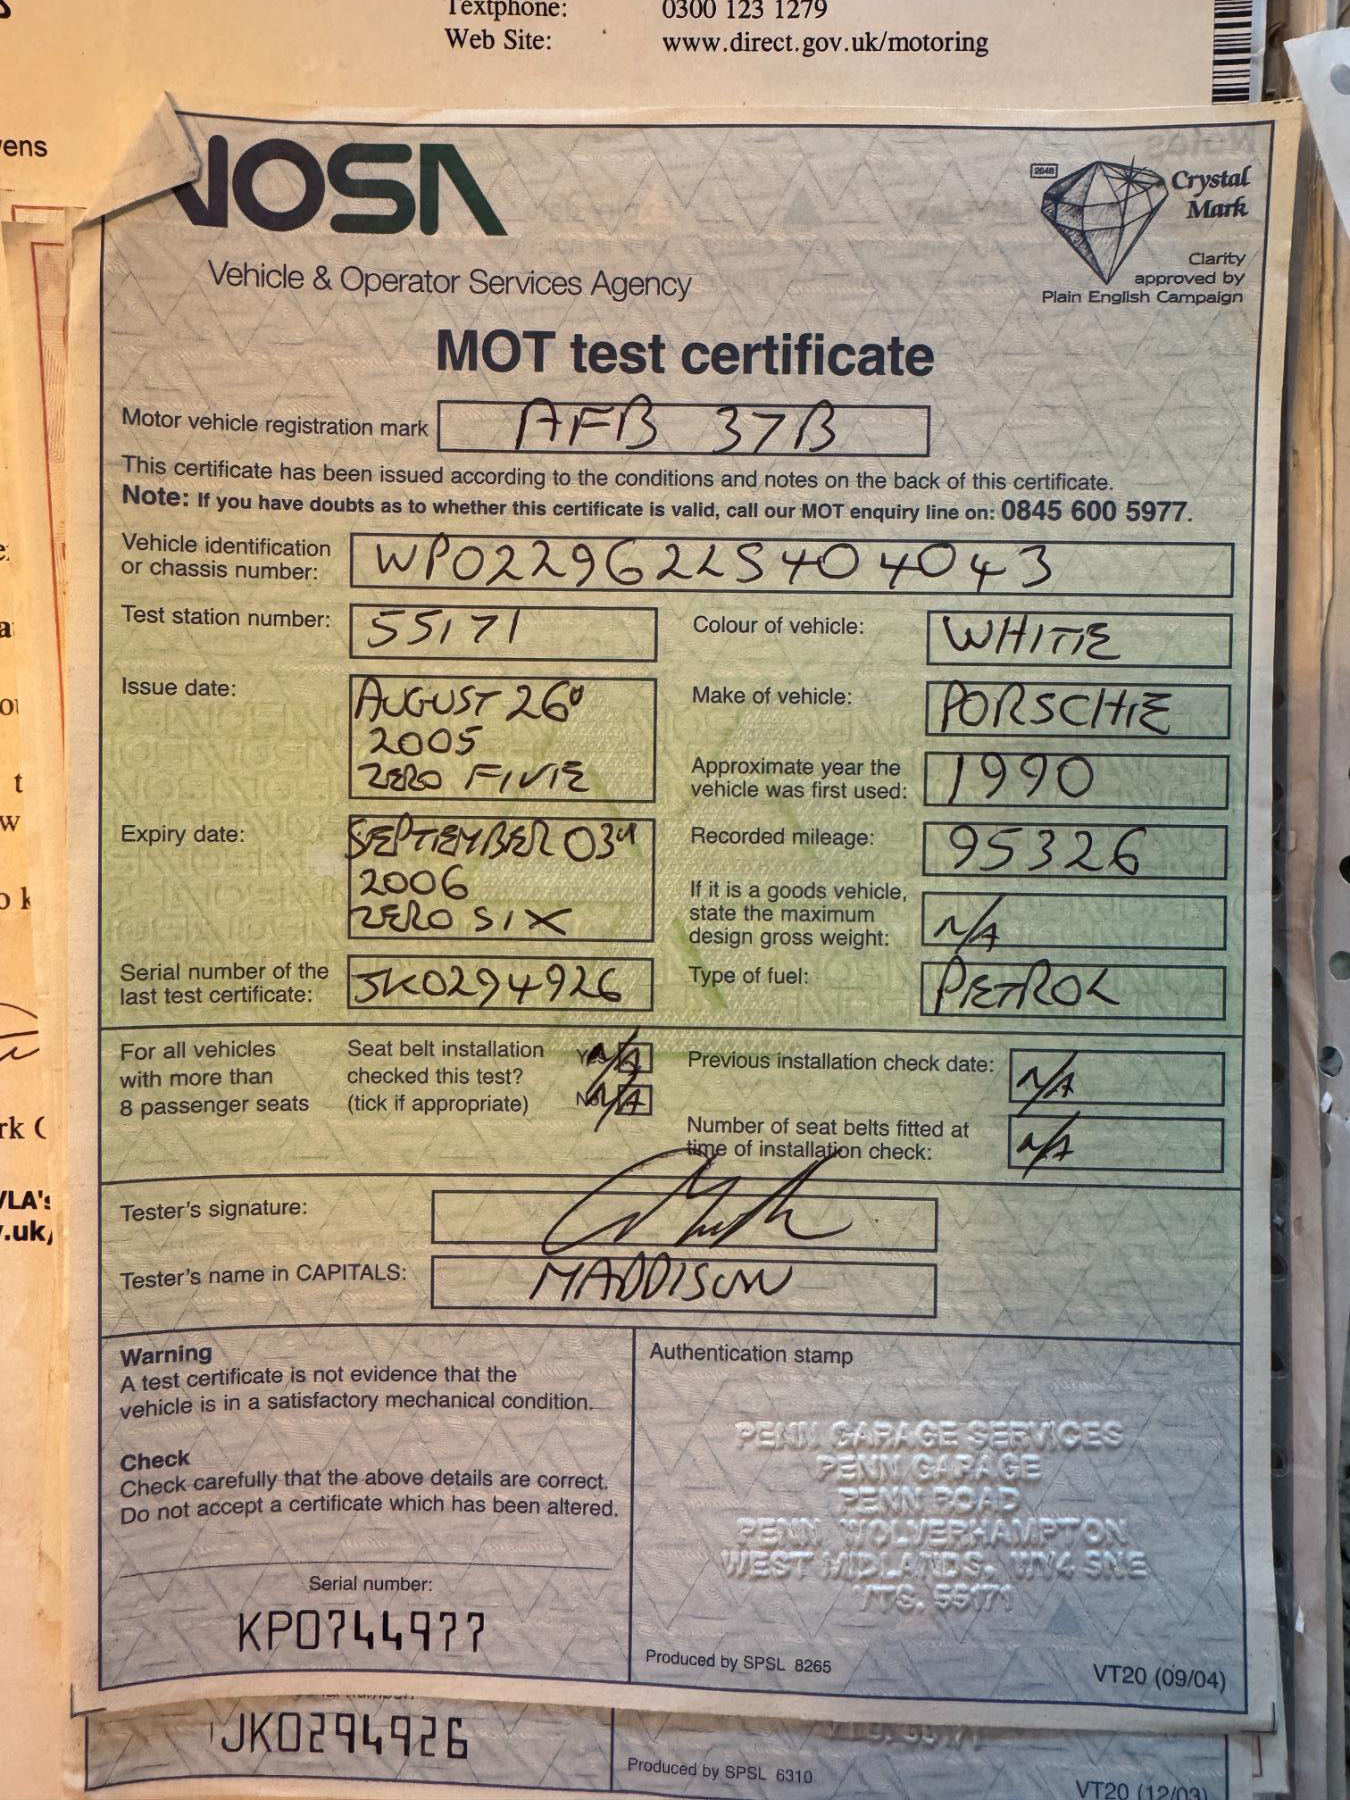 Textphone: 0300 123 1279
Web Site: www.direct.gov.uk/motoring
VOSA
Vehicle & Operator Services Agency
2048
Crystal
Mark
Clarity
approved by
Plain English Campaign
MOT test certificate
Motor vehicle registration mark AFB 37B
This certificate has been issued according to the conditions and notes on the back of this certificate.
Note: If you have doubts as to whether this certificate is valid, call our MOT enquiry line on: 0845 600 5977.
Vehicle identification
or chassis number: WP0229622LS404043
Test station number: 55171
Colour of vehicle: WHITE
Issue date: AUGUST 26
2005
ZERO FIVE
Make of vehicle: PORSCHE
Approximate year the
vehicle was first used: 1990
Expiry date: SEPTEMBER 03
2006
ZERO SIX
Recorded mileage: 95326
If it is a goods vehicle,
state the maximum
design gross weight: N/A
Serial number of the
last test certificate: JK0294926
Type of fuel: PETROL
For all vehicles
with more than
8 passenger seats
Seat belt installation
checked this test?
(tick if appropriate)
Yes N/A
No N/A
Previous installation check date: N/A
Number of seat belts fitted at
time of installation check: N/A
Tester's signature:
Tester's name in CAPITALS: MADDISON
Warning
A test certificate is not evidence that the
vehicle is in a satisfactory mechanical condition.
Check
Check carefully that the above details are correct.
Do not accept a certificate which has been altered.
Serial number:
KP0744977
Authentication stamp
PENN GARAGE SERVICES
PENN GARAGE
PENN ROAD
PENN WOLVERHAMPTON
WEST MIDLANDS. WV4 5NE
VTS. 55171
Produced by SPSL 8265
VT20 (09/04)
JK0294926
Produced by SPSL 6310
VT20 (12/03)